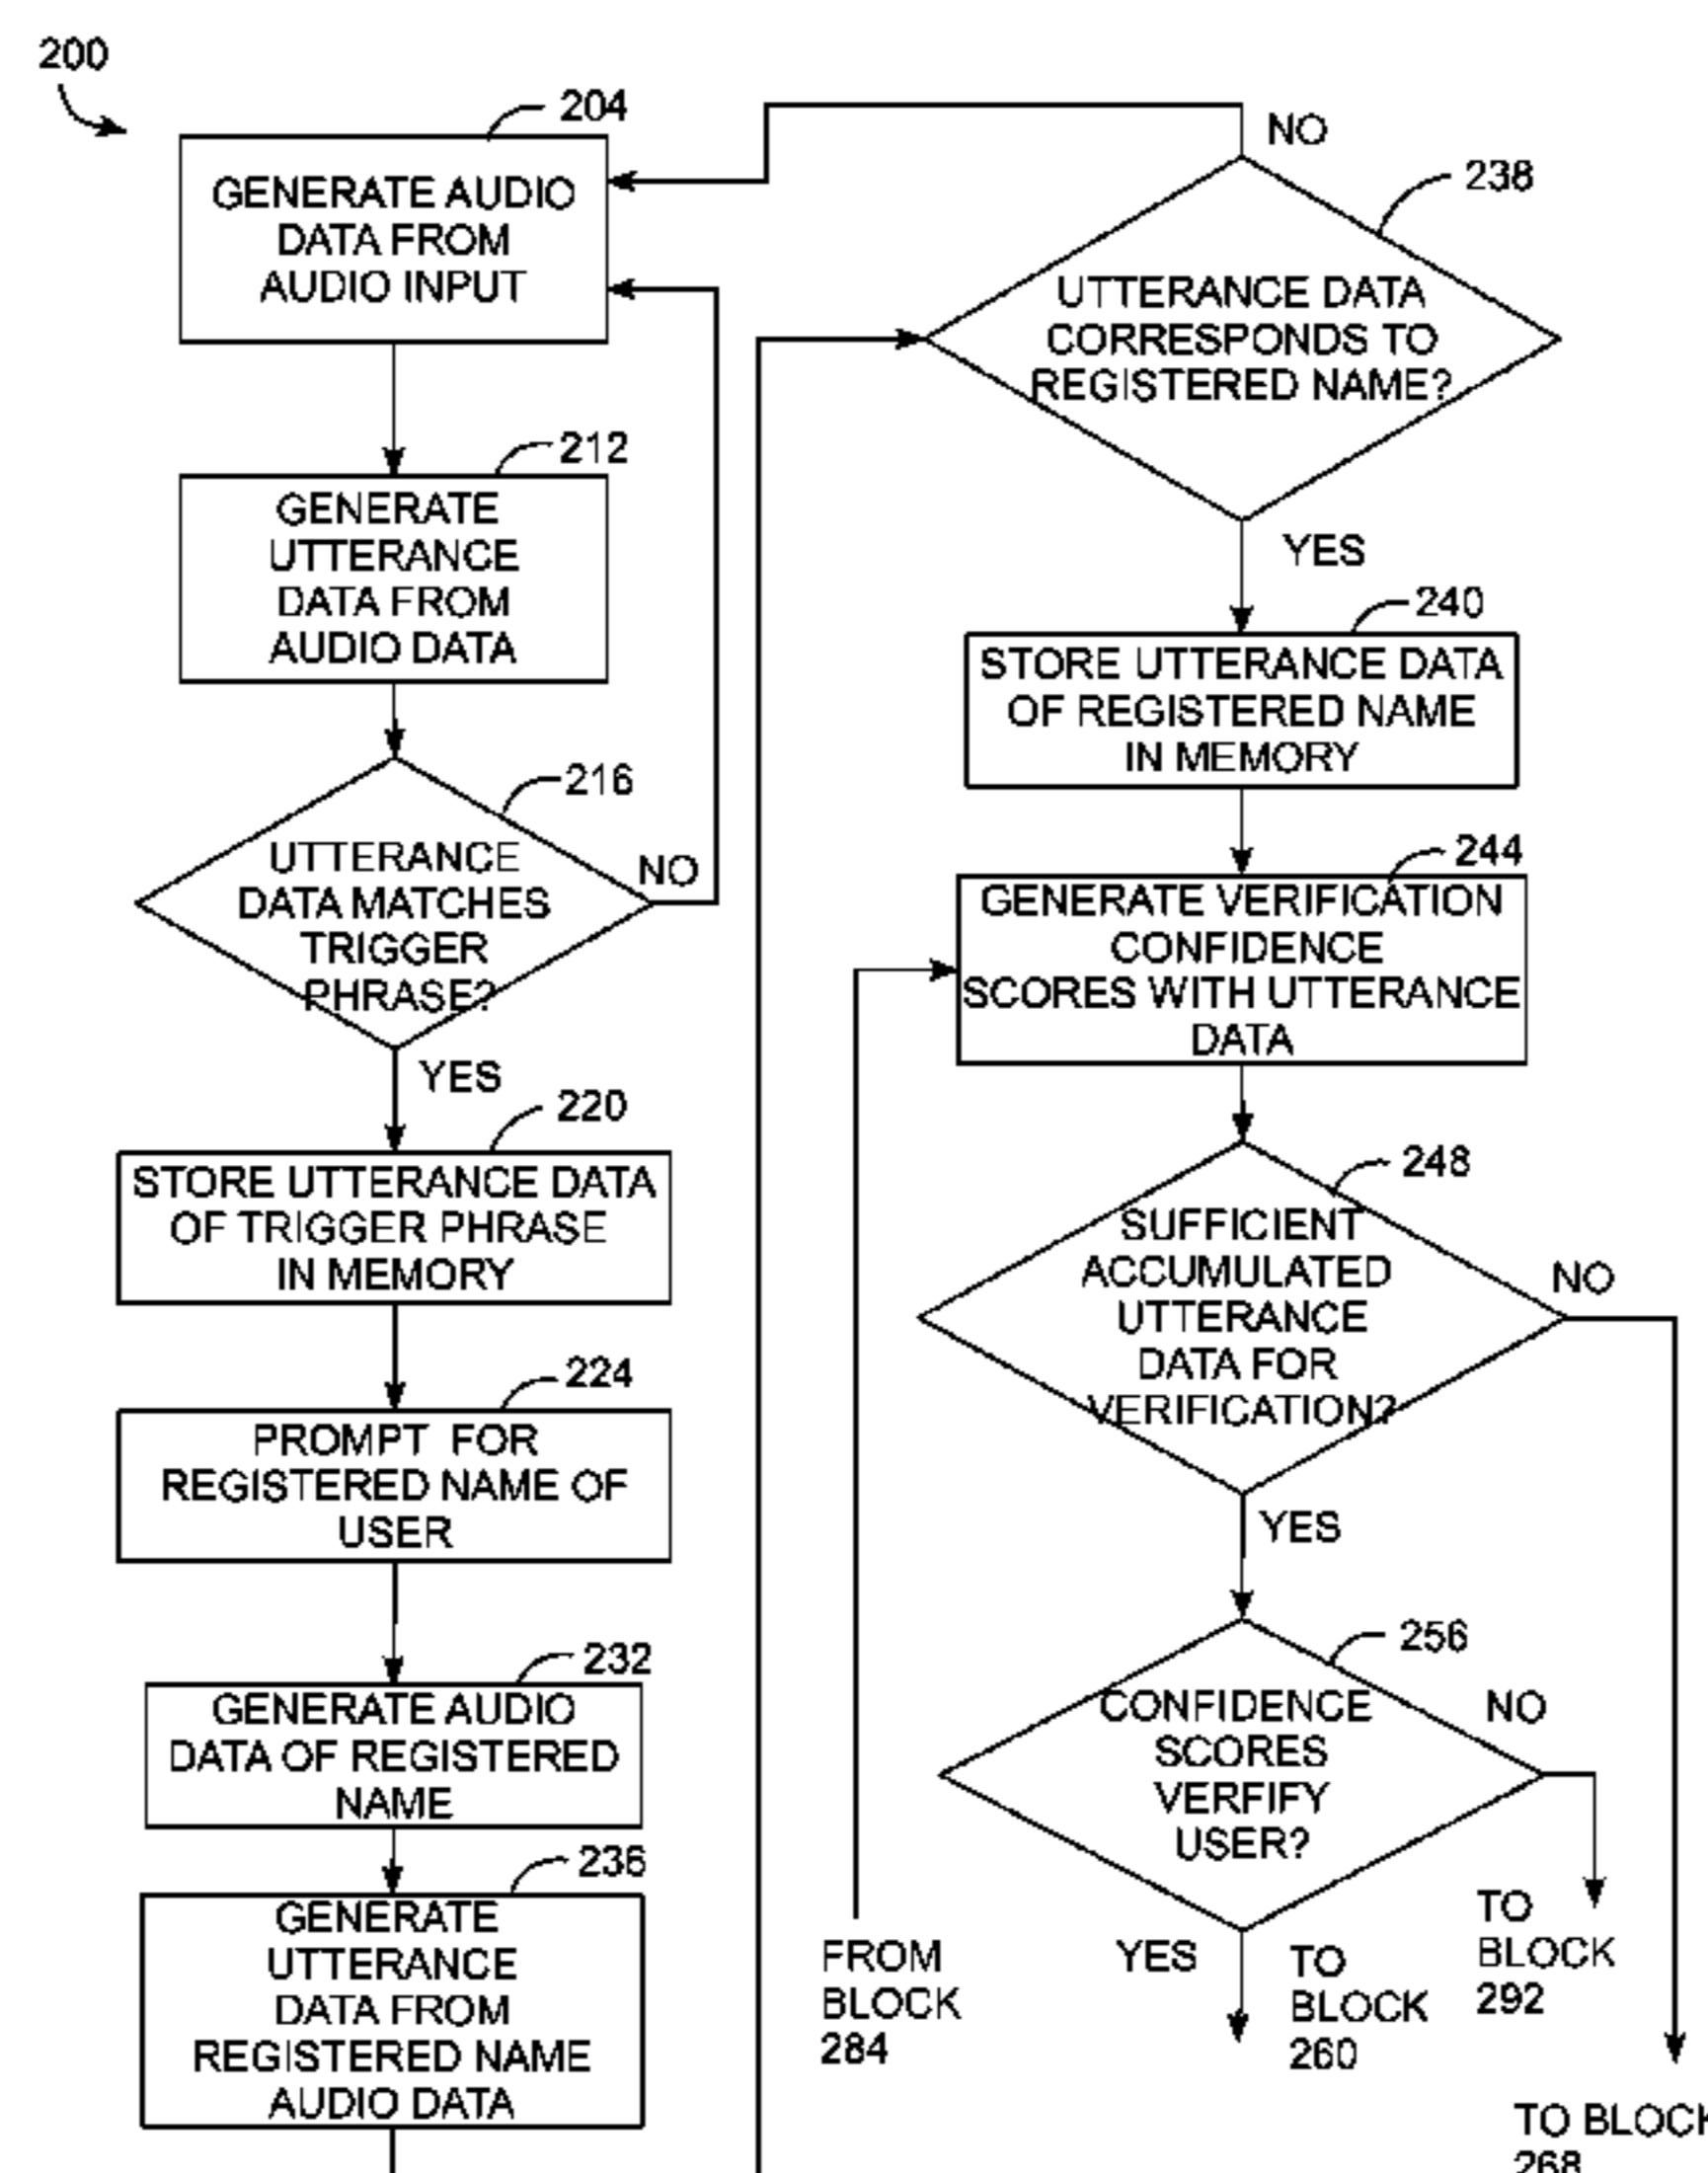 200
204
GENERATE AUDIO
DATA FROM
AUDIO INPUT
212
GENERATE
UTTERANCE
DATA FROM
AUDIO DATA
216
UTTERANCE
DATA MATCHES
TRIGGER
PHRASE?
NO
YES
220
STORE UTTERANCE DATA
OF TRIGGER PHRASE
IN MEMORY
224
PROMPT FOR
REGISTERED NAME OF
USER
232
GENERATE AUDIO
DATA OF REGISTERED
NAME
236
GENERATE
UTTERANCE
DATA FROM
REGISTERED NAME
AUDIO DATA
NO
238
UTTERANCE DATA
CORRESPONDS TO
REGISTERED NAME?
YES
240
STORE UTTERANCE DATA
OF REGISTERED NAME
IN MEMORY
244
GENERATE VERIFICATION
CONFIDENCE
SCORES WITH UTTERANCE
DATA
248
SUFFICIENT
ACCUMULATED
UTTERANCE
DATA FOR
VERIFICATION?
NO
YES
256
CONFIDENCE
SCORES
VERFIFY
USER?
NO
YES
FROM
BLOCK
284
TO
BLOCK
260
TO
BLOCK
292
TO BLOCK
268